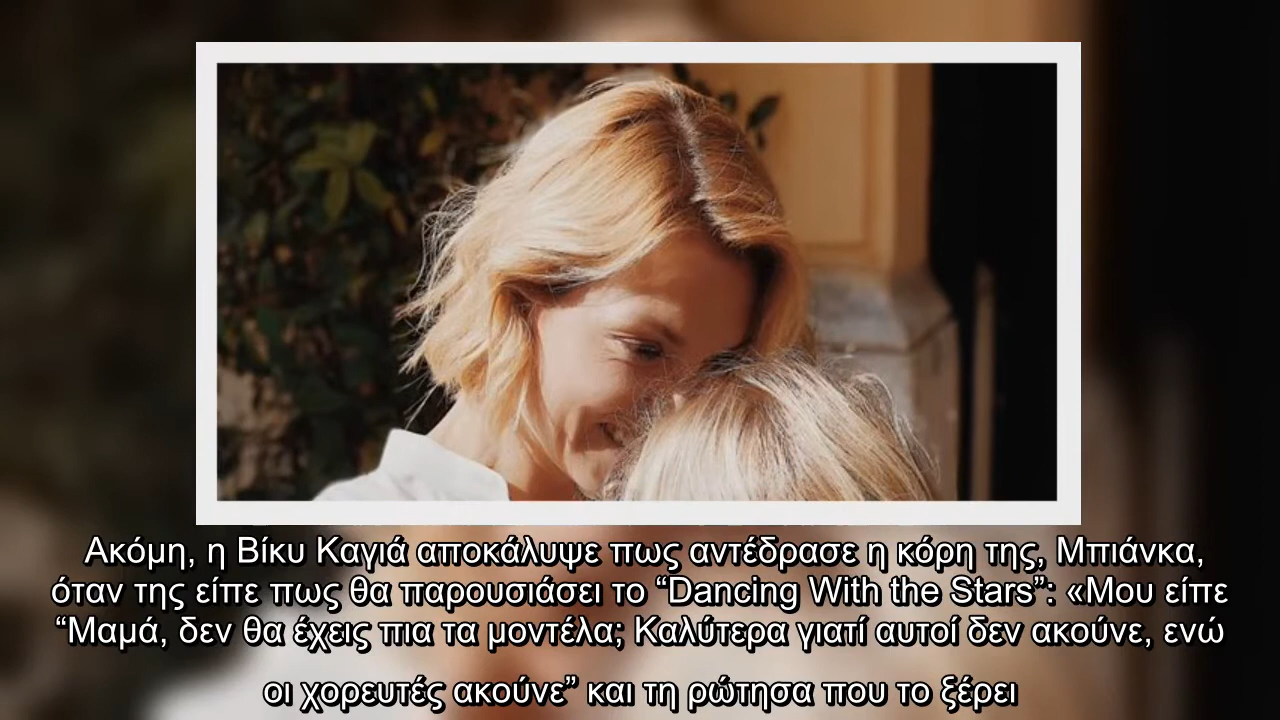 Ακόμη, η Βίκυ Καγιά αποκάλυψε πως αντέδρασε η κόρη της, Μπιάνκα,
όταν της είπε πως θα παρουσιάσει το “Dancing With the Stars”: «Μου είπε
“Μαμά, δεν θα έχεις πια τα μοντέλα; Καλύτερα γιατί αυτοί δεν ακούνε, ενώ
οι χορευτές ακούνε” και τη ρώτησα που το ξέρει